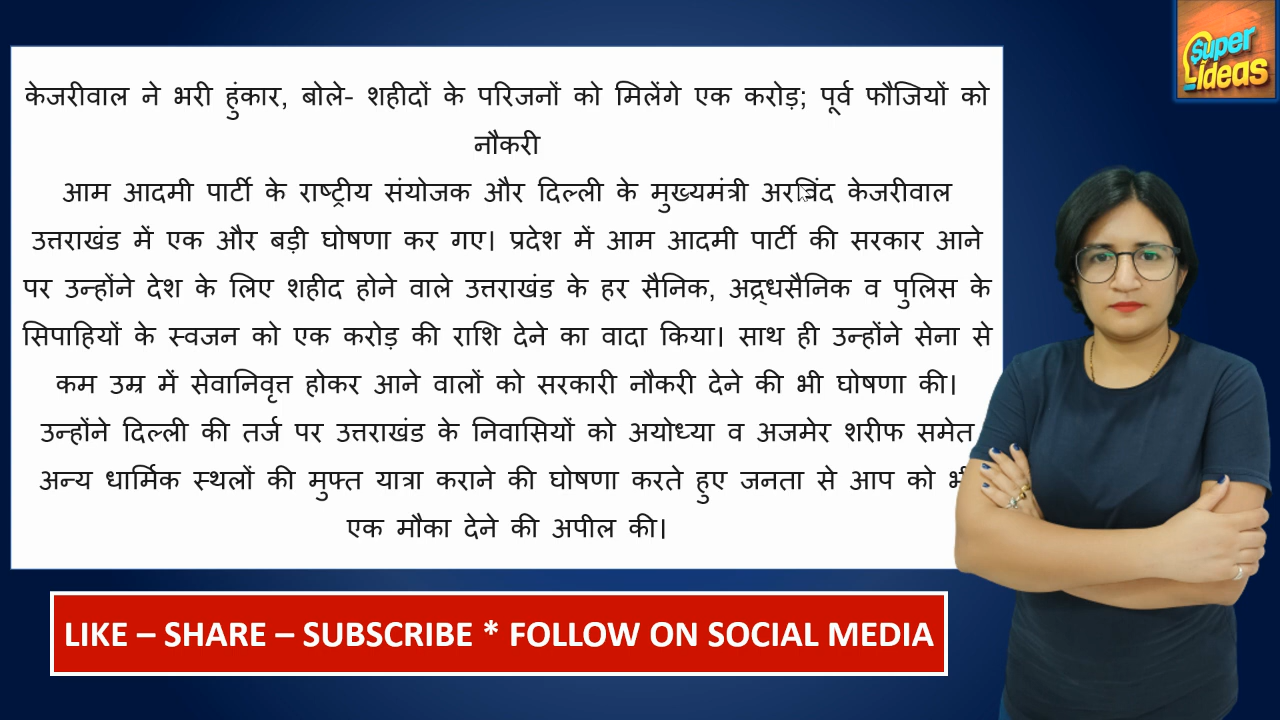 Super
Ideas
केजरीवाल ने भरी हुंकार, बोले- शहीदों के परिजनों को मिलेंगे एक करोड़; पूर्व फौजियों को
नौकरी
आम आदमी पार्टी के राष्ट्रीय संयोजक और दिल्ली के मुख्यमंत्री अरविंद केजरीवाल
उत्तराखंड में एक और बड़ी घोषणा कर गए। प्रदेश में आम आदमी पार्टी की सरकार आने
पर उन्होंने देश के लिए शहीद होने वाले उत्तराखंड के हर सैनिक, अद्र्धसैनिक व पुलिस के
सिपाहियों के स्वजन को एक करोड़ की राशि देने का वादा किया। साथ ही उन्होंने सेना से
कम उम्र में सेवानिवृत्त होकर आने वालों को सरकारी नौकरी देने की भी घोषणा की।
उन्होंने दिल्ली की तर्ज पर उत्तराखंड के निवासियों को अयोध्या व अजमेर शरीफ समेत
अन्य धार्मिक स्थलों की मुफ्त यात्रा कराने की घोषणा करते हुए जनता से आप को भी
एक मौका देने की अपील की।
LIKE – SHARE – SUBSCRIBE * FOLLOW ON SOCIAL MEDIA